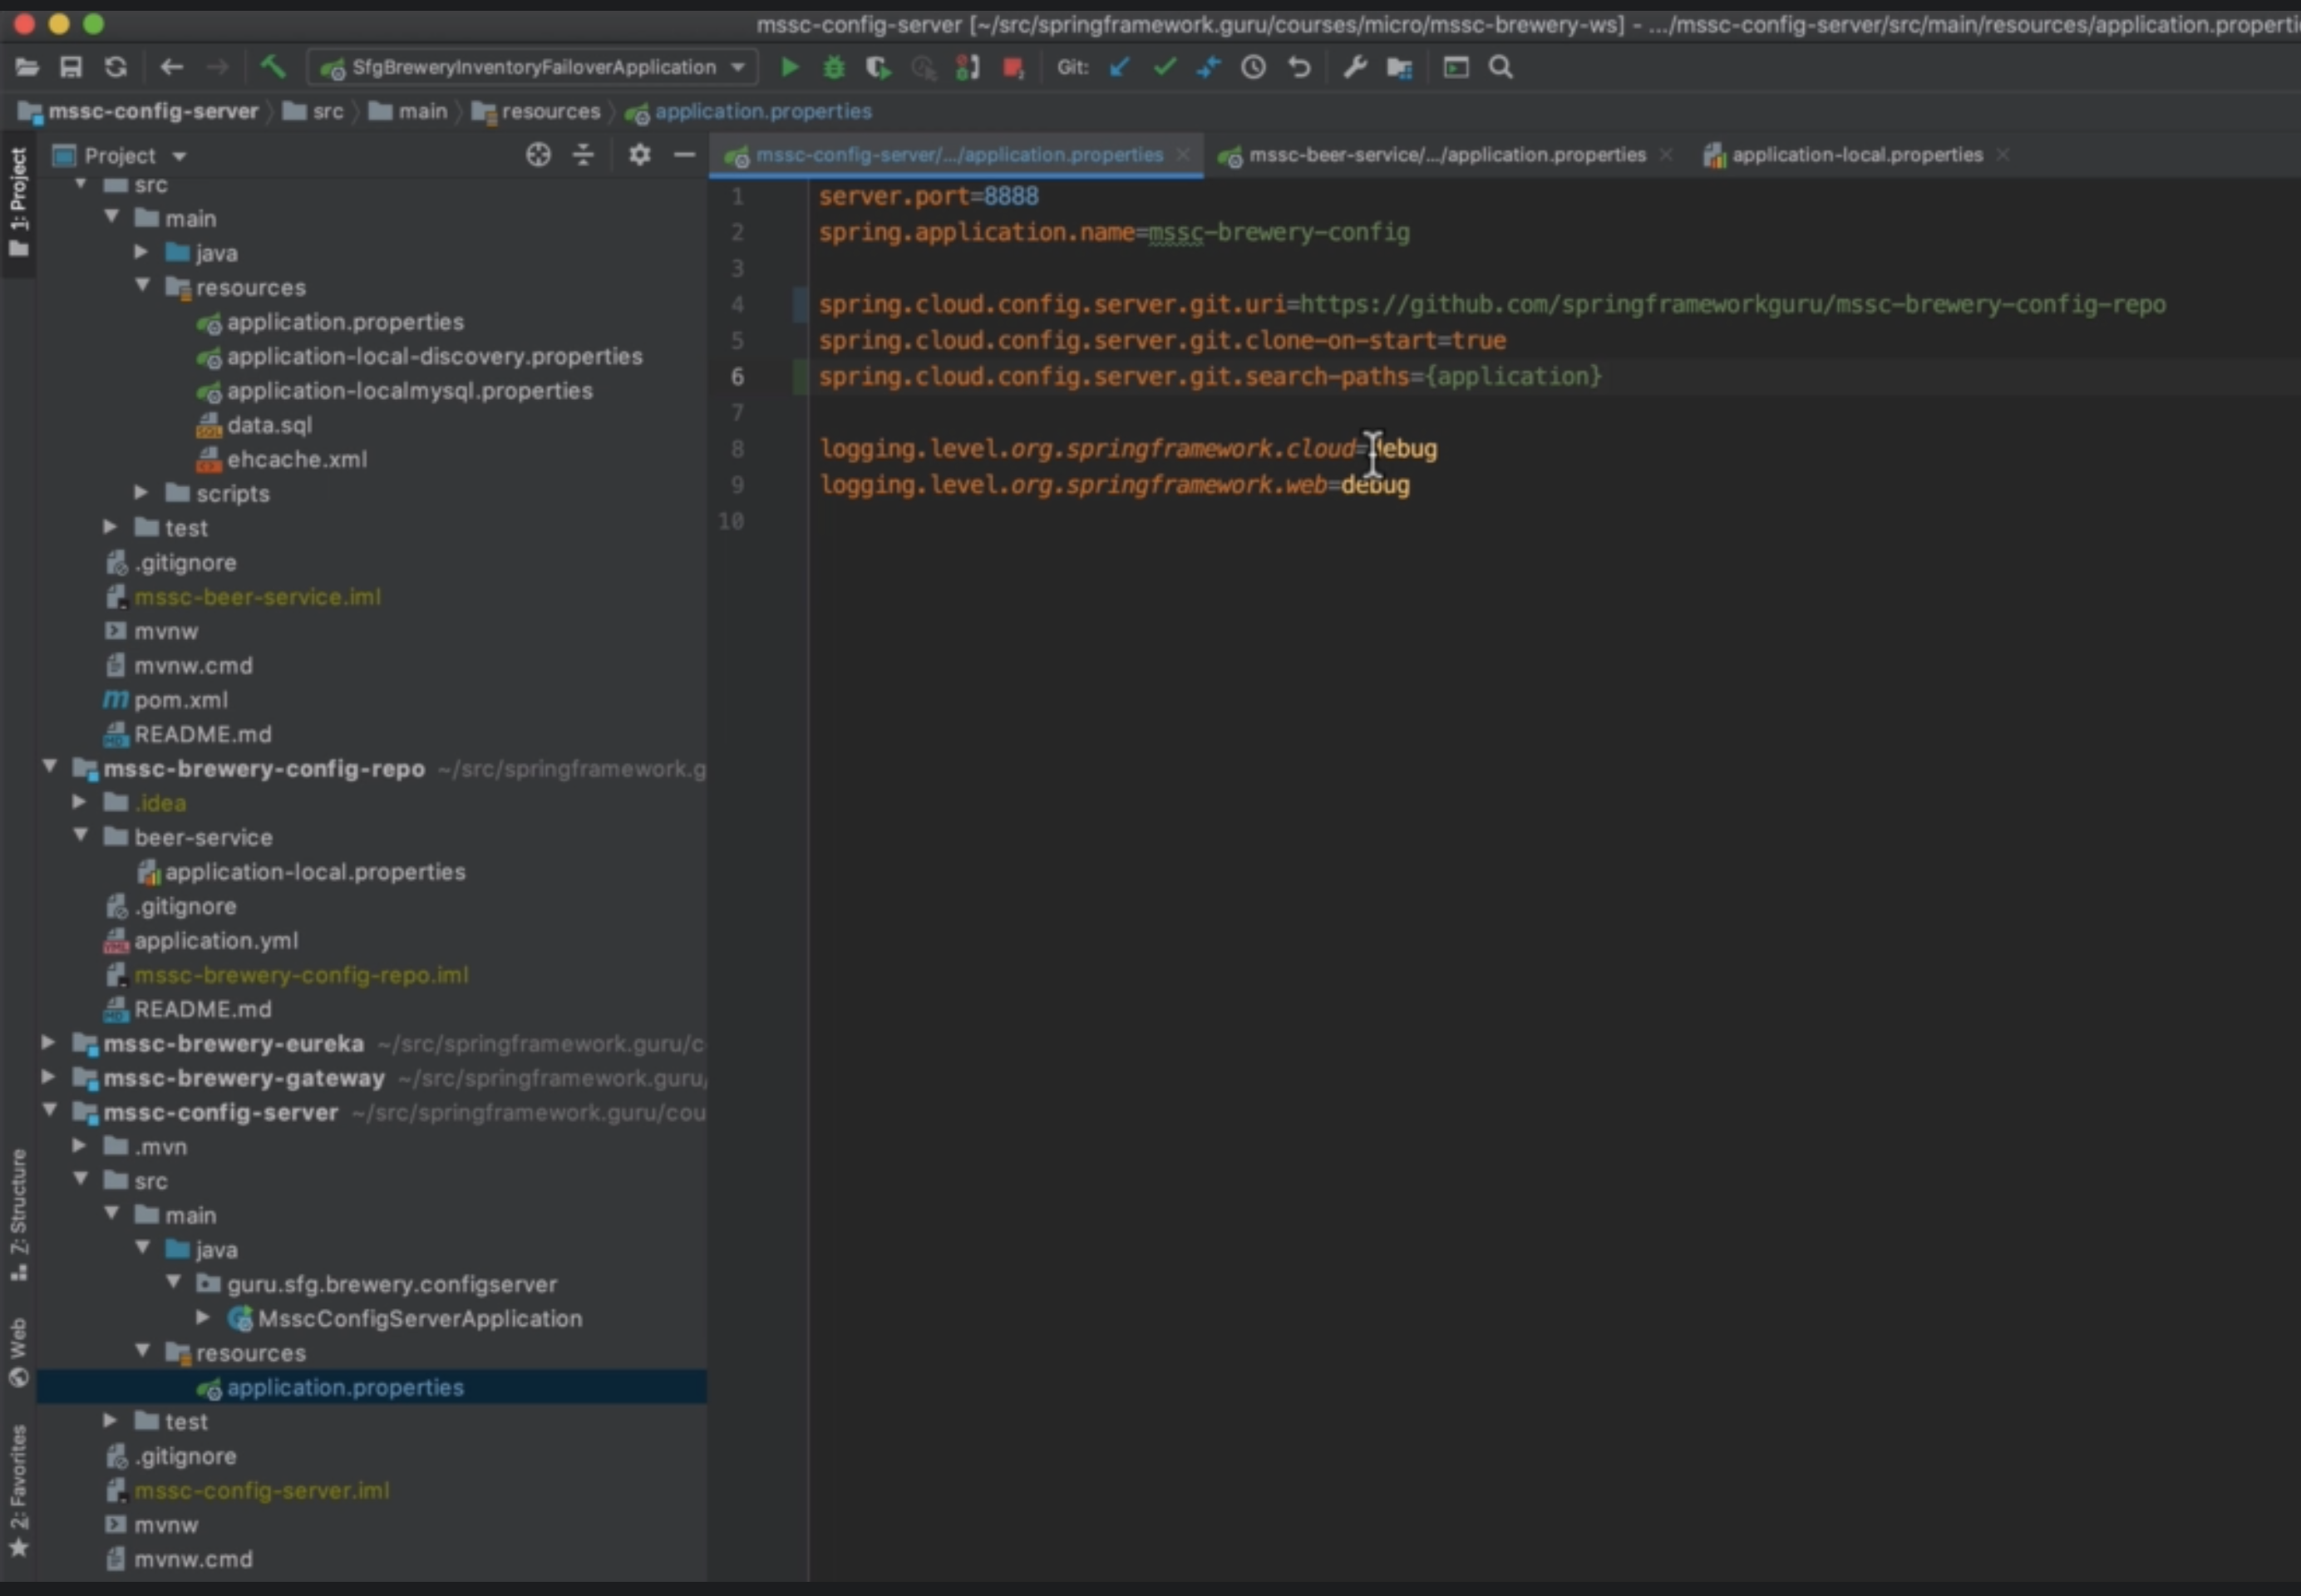 mssc-config-server [~/src/springframework.guru/courses/micro/mssc-brewery-ws] - .../mssc-config-server/src/main/resources/application.properti
SfgBreweryInventoryFailoverApplication
Git:
mssc-config-server src main resources application.properties
1: Project
Project
mssc-config-server/.../application.properties
mssc-beer-service/.../application.properties
application-local.properties
src
main
java
resources
application.properties
application-local-discovery.properties
application-localmysql.properties
data.sql
ehcache.xml
scripts
test
.gitignore
mssc-beer-service.iml
mvnw
mvnw.cmd
pom.xml
README.md
mssc-brewery-config-repo ~/src/springframework.g
.idea
beer-service
application-local.properties
.gitignore
application.yml
mssc-brewery-config-repo.iml
README.md
mssc-brewery-eureka ~/src/springframework.guru/c
mssc-brewery-gateway ~/src/springframework.guru/
mssc-config-server ~/src/springframework.guru/cou
.mvn
src
main
java
guru.sfg.brewery.configserver
MsscConfigServerApplication
resources
application.properties
test
.gitignore
mssc-config-server.iml
mvnw
mvnw.cmd
Z: Structure
Web
2: Favorites
1 server.port=8888
2 spring.application.name=mssc-brewery-config
3
4 spring.cloud.config.server.git.uri=https://github.com/springframeworkguru/mssc-brewery-config-repo
5 spring.cloud.config.server.git.clone-on-start=true
6 spring.cloud.config.server.git.search-paths={application}
7
8 logging.level.org.springframework.cloud=debug
9 logging.level.org.springframework.web=debug
10